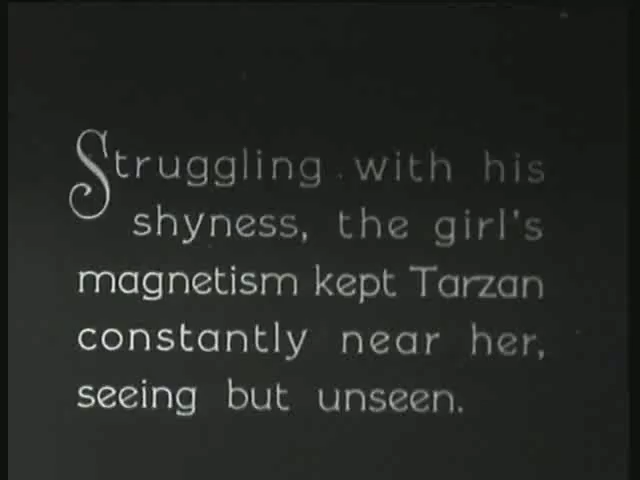 Struggling with his
shyness, the girl's
magnetism kept Tarzan
constantly near her,
seeing but unseen.